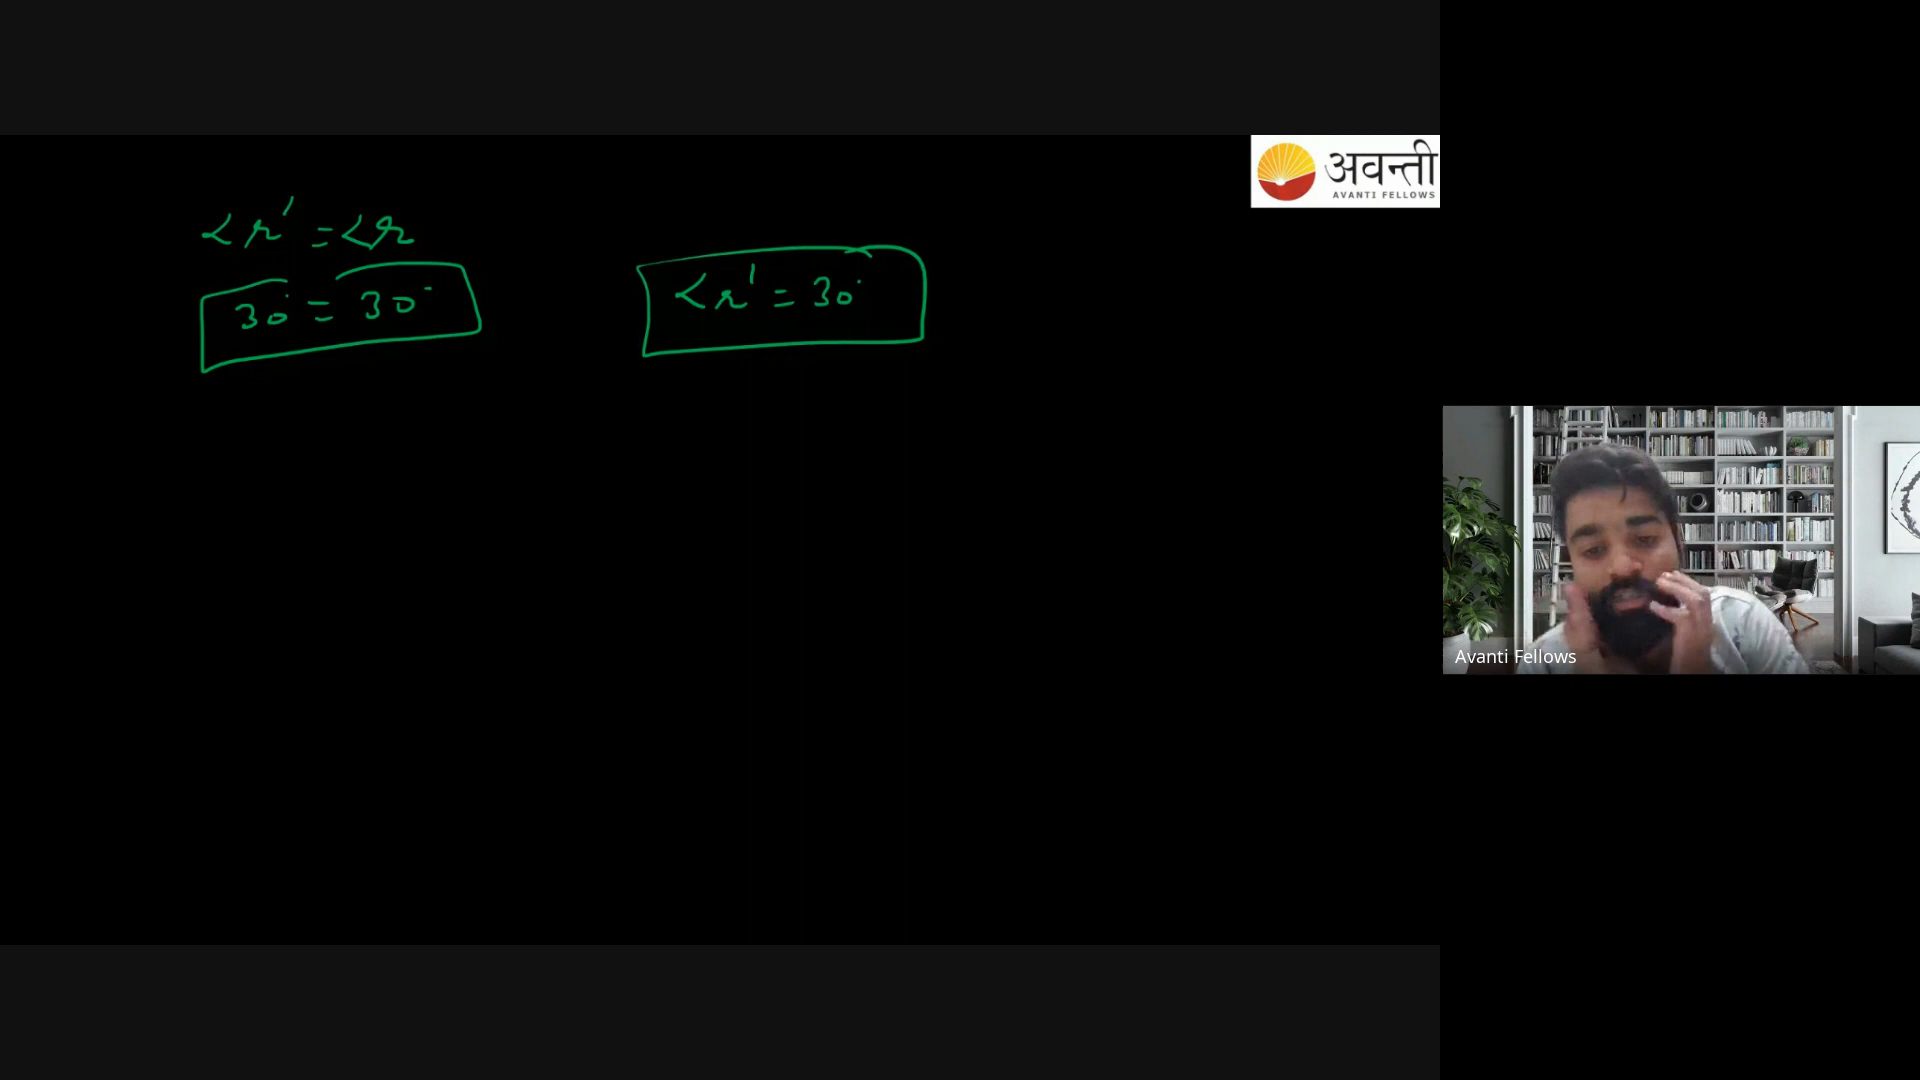 अवन्ती
AVANTI FELLOWS
<r' = <r
30° = 30°
<r' = 30°
Avanti Fellows